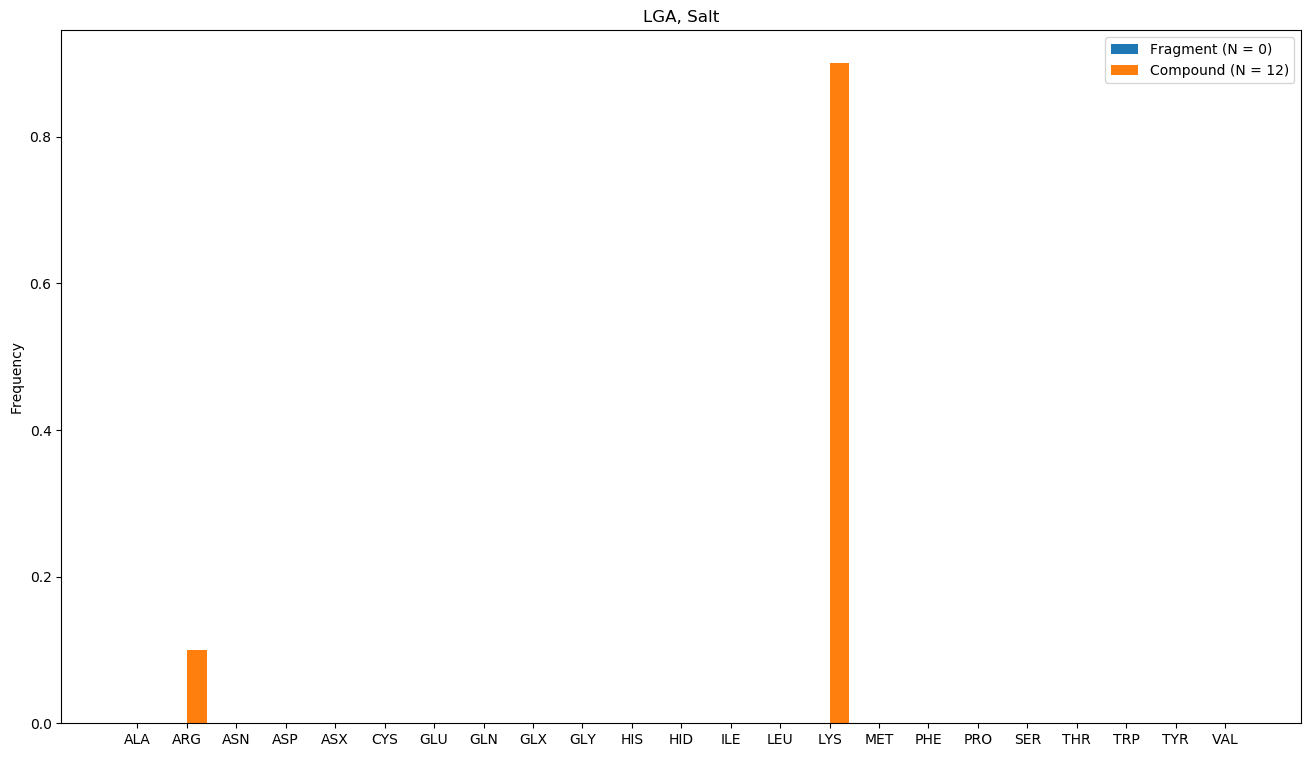 LGA, Salt
Fragment (N = 0)
Compound (N = 12)
Frequency
0.8
0.6
0.4
0.2
0.0
ALA ARG ASN ASP ASX CYS GLU GLN GLX GLY HIS HID ILE LEU LYS MET PHE PRO SER THR TRP TYR VAL